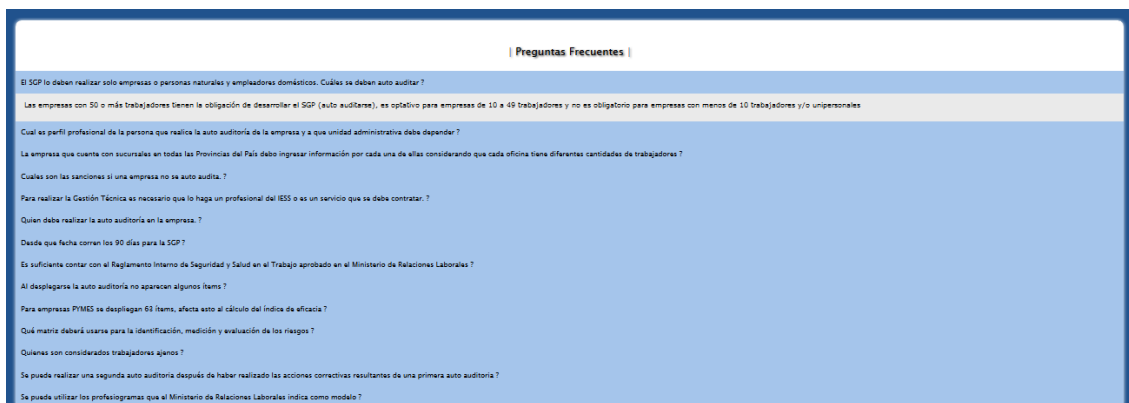 | Preguntas Frecuentes |
El SGP lo deben realizar solo empresas o personas naturales y empleadores domésticos. Cuáles se deben auto auditar ?
Las empresas con 50 o más trabajadores tienen la obligación de desarrollar el SGP (auto auditarse), es optativo para empresas de 10 a 49 trabajadores y no es obligatorio para empresas con menos de 10 trabajadores y/o unipersonales
Cual es perfil profesional de la persona que realica la auto auditoría de la empresa y a que unidad administrativa debe depender ?
La empresa que cuente con sucursales en todas las Provincias del País debo ingresar información por cada una de ellas considerando que cada oficina tiene diferentes cantidades de trabajadores ?
Cuales son las sanciones si una empresa no se auto audita. ?
Para realizar la Gestión Técnica es necesario que lo haga un profesional del IESS o es un servicio que se debe contratar. ?
Quien debe realizar la auto auditoría en la empresa. ?
Desde que fecha corren los 90 días para la SGP ?
Es suficiente contar con el Reglamento Interno de Seguridad y Salud en el Trabajo aprobado en el Ministerio de Relaciones Laborales ?
Al desplegarse la auto auditoría no aparecen algunos ítems ?
Para empresas PYMES se despliegan 63 ítems, afecta esto al cálculo del índice de eficacia ?
Qué matriz deberá usarse para la identificación, medición y evaluación de los riesgos ?
Quienes son considerados trabajadores ajenos ?
Se puede realizar una segunda auto auditoria después de haber realizado las acciones correctivas resultantes de una primera auto auditoria ?
Se puede utilizar los profesiogramas que el Ministerio de Relaciones Laborales indica como modelo ?